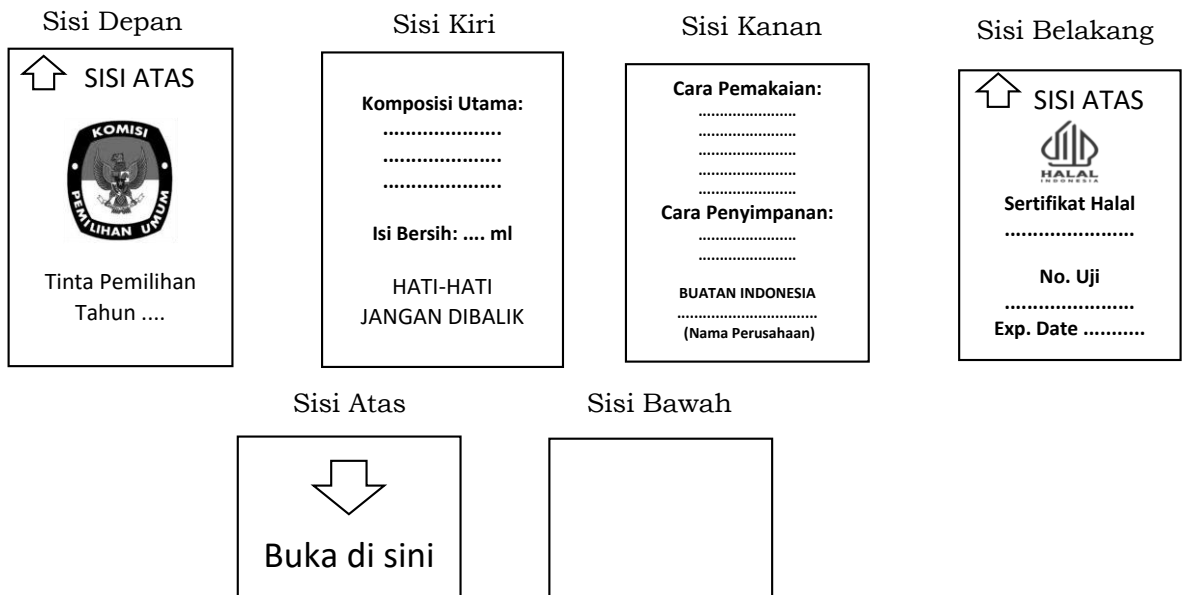 Sisi Depan
SISI ATAS
KOMISI
PEMILIHAN UMUM
Tinta Pemilihan
Tahun ....
Sisi Kiri
Komposisi Utama:
.....................
.....................
.....................
Isi Bersih: .... ml
HATI-HATI
JANGAN DIBALIK
Sisi Kanan
Cara Pemakaian:
.......................
.......................
.......................
.......................
.......................
Cara Penyimpanan:
.......................
.......................
BUATAN INDONESIA
.................................
(Nama Perusahaan)
Sisi Belakang
SISI ATAS
HALAL
INDONESIA
Sertifikat Halal
.......................
No. Uji
.......................
Exp. Date ...........
Sisi Atas
Buka di sini
Sisi Bawah